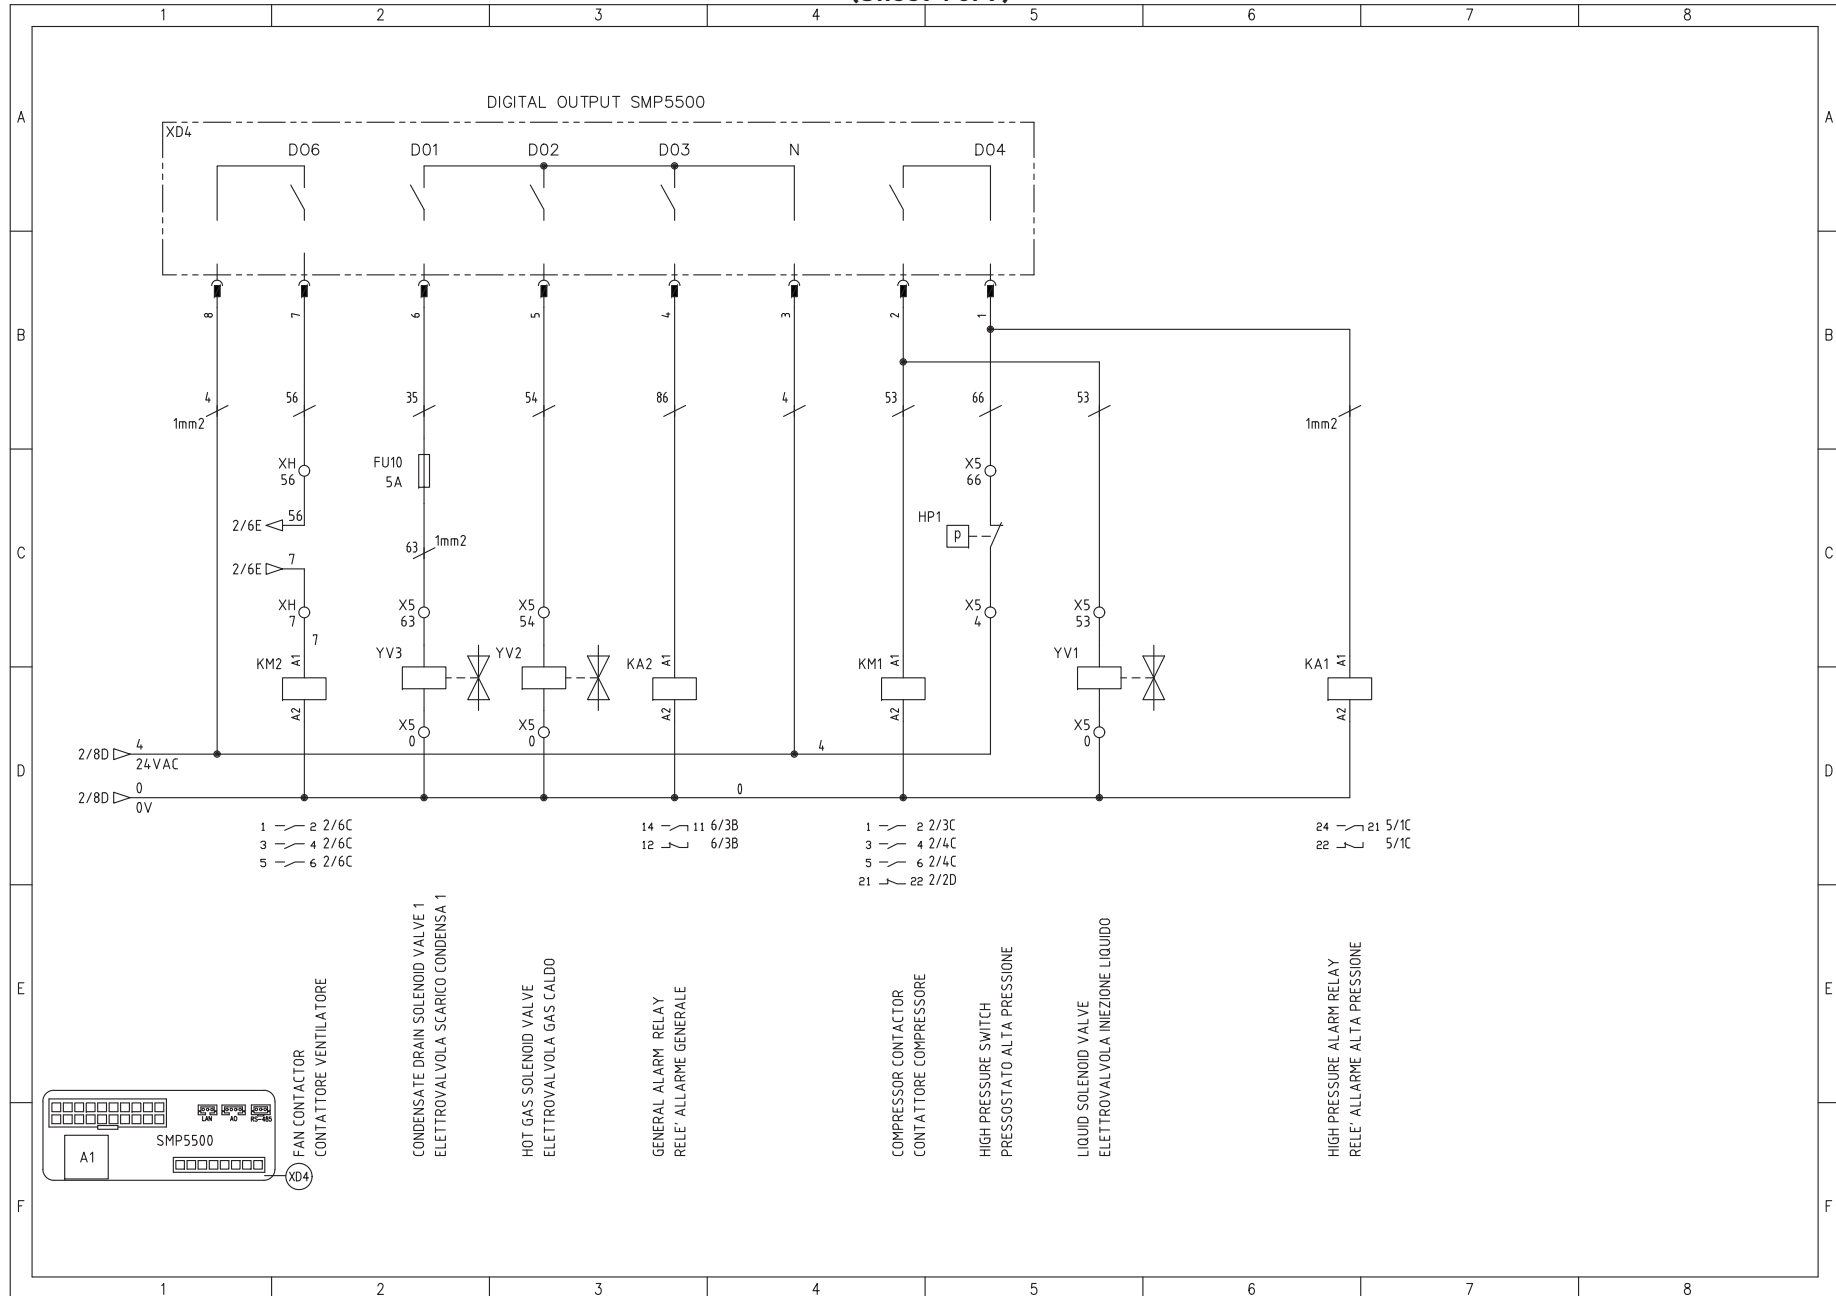 1 2 3 4 5 6 7 8
A A
DIGITAL OUTPUT SMP5500
XD4
DO6 DO1 DO2 DO3 N DO4
8 7 6 5 4 3 2 1
B B
4 56 35 54 86 4 53 66 53
1mm2 1mm2
XH
56
FU10
5A
X5
66
2/6E 56
HP1
P
63 1mm2
C C
2/6E 7
XH
7
7
X5
63
X5
54
X5
4
X5
53
KM2 A1
YV3
YV2
KA2 A1
KM1 A1
YV1
KA1 A1
A2 A2 A2 A2
X5
0
X5
0
X5
0
2/8D 4
24VAC
4
D D
2/8D 0
0V
0
1 2 2/6C
3 4 2/6C
5 6 2/6C
14 11 6/3B
12 6/3B
1 2 2/3C
3 4 2/4C
5 6 2/4C
21 22 2/2D
24 21 5/1C
22 5/1C
E E
FAN CONTACTOR
CONTATTORE VENTILATORE
CONDENSATE DRAIN SOLENOID VALVE 1
ELETTROVALVOLA SCARICO CONDENSA 1
HOT GAS SOLENOID VALVE
ELETTROVALVOLA GAS CALDO
GENERAL ALARM RELAY
RELE' ALLARME GENERALE
COMPRESSOR CONTACTOR
CONTATTORE COMPRESSORE
HIGH PRESSURE SWITCH
PRESSOSTATO ALTA PRESSIONE
LIQUID SOLENOID VALVE
ELETTROVALVOLA INIEZIONE LIQUIDO
HIGH PRESSURE ALARM RELAY
RELE' ALLARME ALTA PRESSIONE
LAN AO RS-485
SMP5500
A1
XD4
F F
1 2 3 4 5 6 7 8